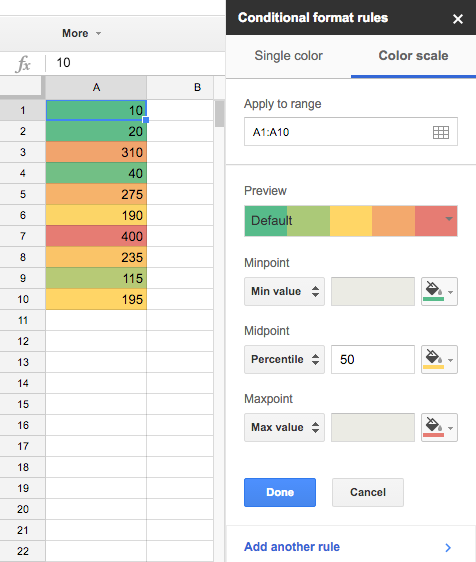 Conditional format rules ×
More
Single color Color scale
fx 10
A B
Apply to range
1 10
A1:A10
2 20
3 310
4 40
5 275
Preview
6 190
Default
7 400
8 235
Minpoint
9 115
Min value
10 195
11
Midpoint
12
Percentile 50
13
14
Maxpoint
15
Max value
16
17
18
19
Done Cancel
20
21
Add another rule
22